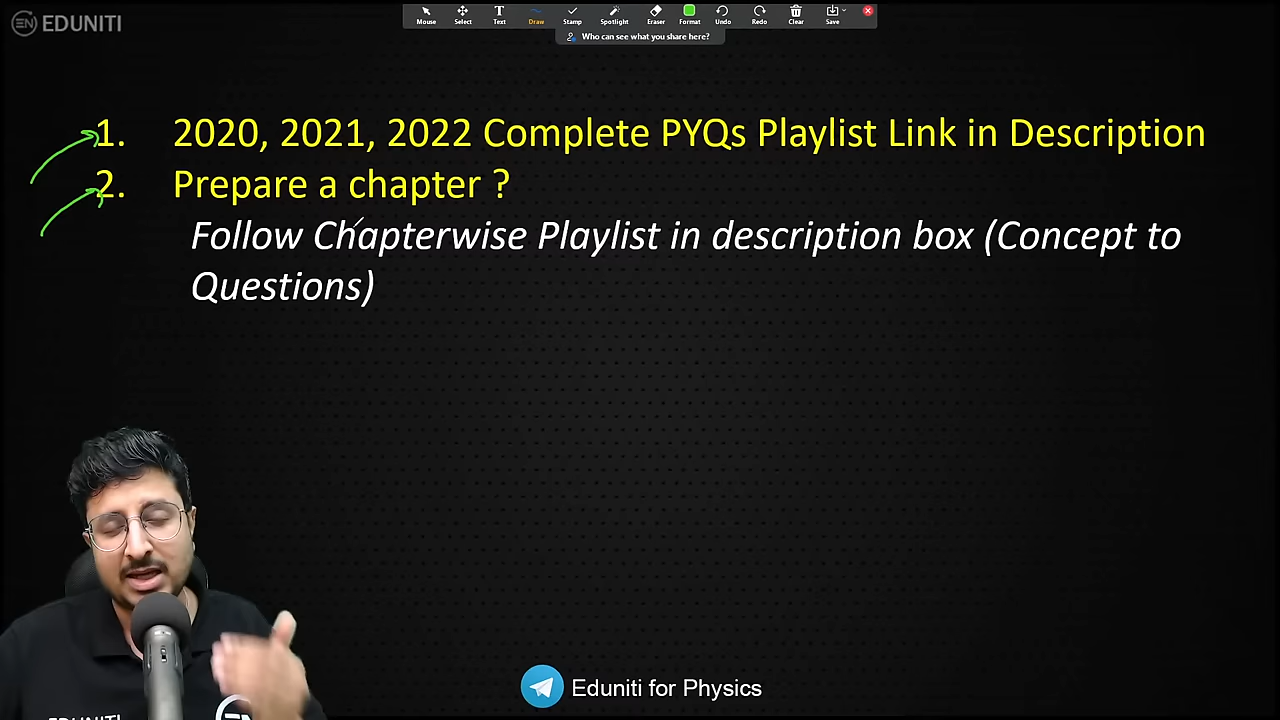 EDUNITI
Mouse Select Text Draw Stamp Spotlight Eraser Format Undo Redo Clear Save
Who can see what you share here?
1. 2020, 2021, 2022 Complete PYQs Playlist Link in Description
2. Prepare a chapter ?
Follow Chapterwise Playlist in description box (Concept to
Questions)
Eduniti for Physics
EDUNITI